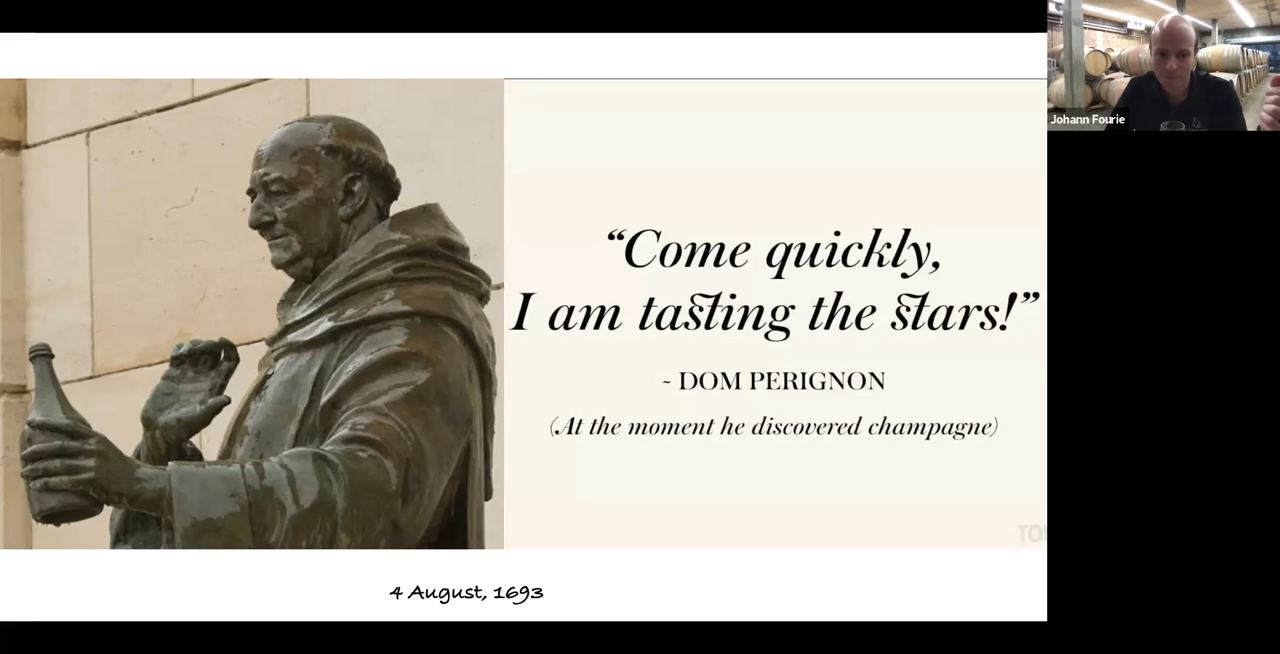 Johann Fourie
“Come quickly,
I am tasting the stars!”
~ DOM PERIGNON
(At the moment he discovered champagne)
4 August, 1693